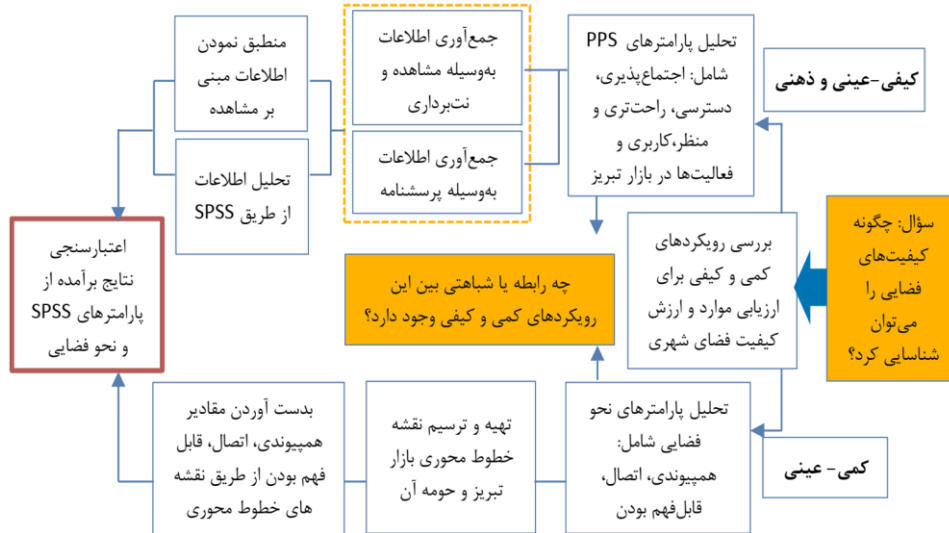 سؤال: چگونه
کیفیت‌های
فضایی را
می‌توان
شناسایی کرد؟
بررسی رویکردهای
کمی و کیفی برای
ارزیابی موارد و ارزش
کیفیت فضای شهری
کیفی-عینی و ذهنی
تحلیل پارامترهای PPS
شامل: اجتماع‌پذیری،
دسترسی، راحت‌تری و
منظر،کاربری و
فعالیت‌ها در بازار تبریز
جمع‌آوری اطلاعات
به‌وسیله مشاهده و
نت‌برداری
جمع‌آوری اطلاعات
به‌وسیله پرسشنامه
منطبق نمودن
اطلاعات مبنی
بر مشاهده
تحلیل اطلاعات
از طریق SPSS
چه رابطه یا شباهتی بین این
رویکردهای کمی و کیفی وجود دارد؟
کمی- عینی
تحلیل پارامترهای نحو
فضایی شامل:
همپیوندی، اتصال،
قابل‌فهم بودن
تهیه و ترسیم نقشه
خطوط محوری بازار
تبریز و حومه آن
بدست آوردن مقادیر
همپیوندی، اتصال، قابل
فهم بودن از طریق نقشه
های خطوط محوری
اعتبارسنجی
نتایج برآمده از
پارامترهای SPSS
و نحو فضایی